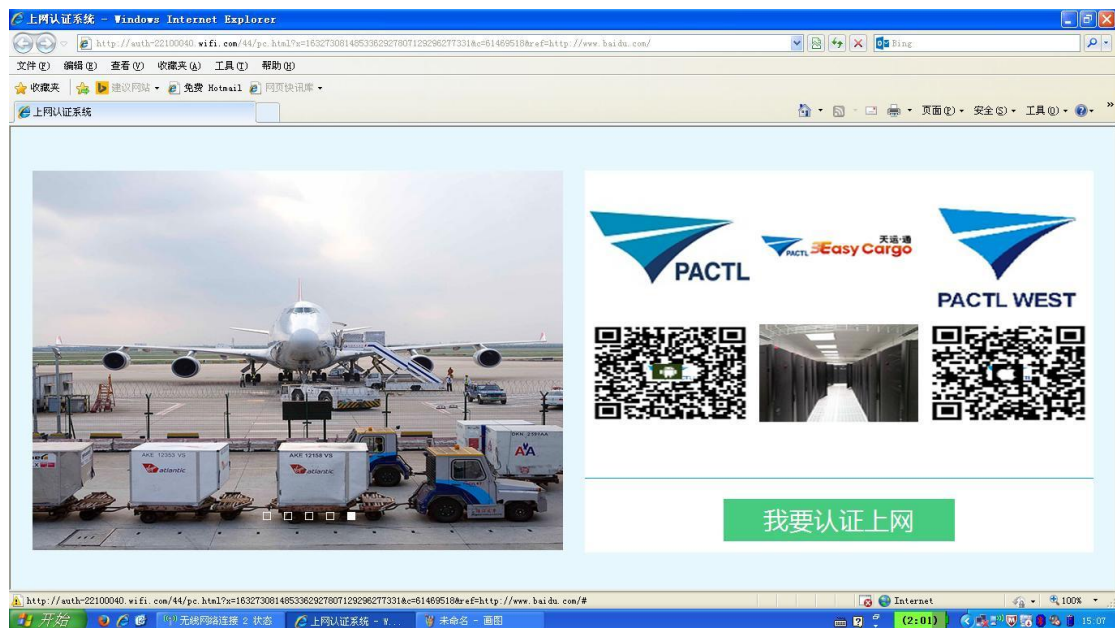 上网认证系统 - Windows Internet Explorer
http://auth-22100040.wifi.com/44/pc.html?x=1632730814853362927807129296277331&c=61469518&ref=http://www.baidu.com/
Bing
文件(F) 编辑(E) 查看(V) 收藏夹(A) 工具(T) 帮助(H)
收藏夹 建议网站 免费 Hotmail 网页快讯库
上网认证系统
页面(P) 安全(S) 工具(O)
PACTL
PACTL Easy Cargo 天运·通
PACTL WEST
AKE 12353 VS
atlantic
AKE 12158 VS
atlantic
AA
我要认证上网
http://auth-22100040.wifi.com/44/pc.html?x=1632730814853362927807129296277331&c=61469518&ref=http://www.baidu.com/#
Internet
100%
开始
无线网络连接 2 状态
上网认证系统 - W...
未命名 - 画图
(2:01)
15:07